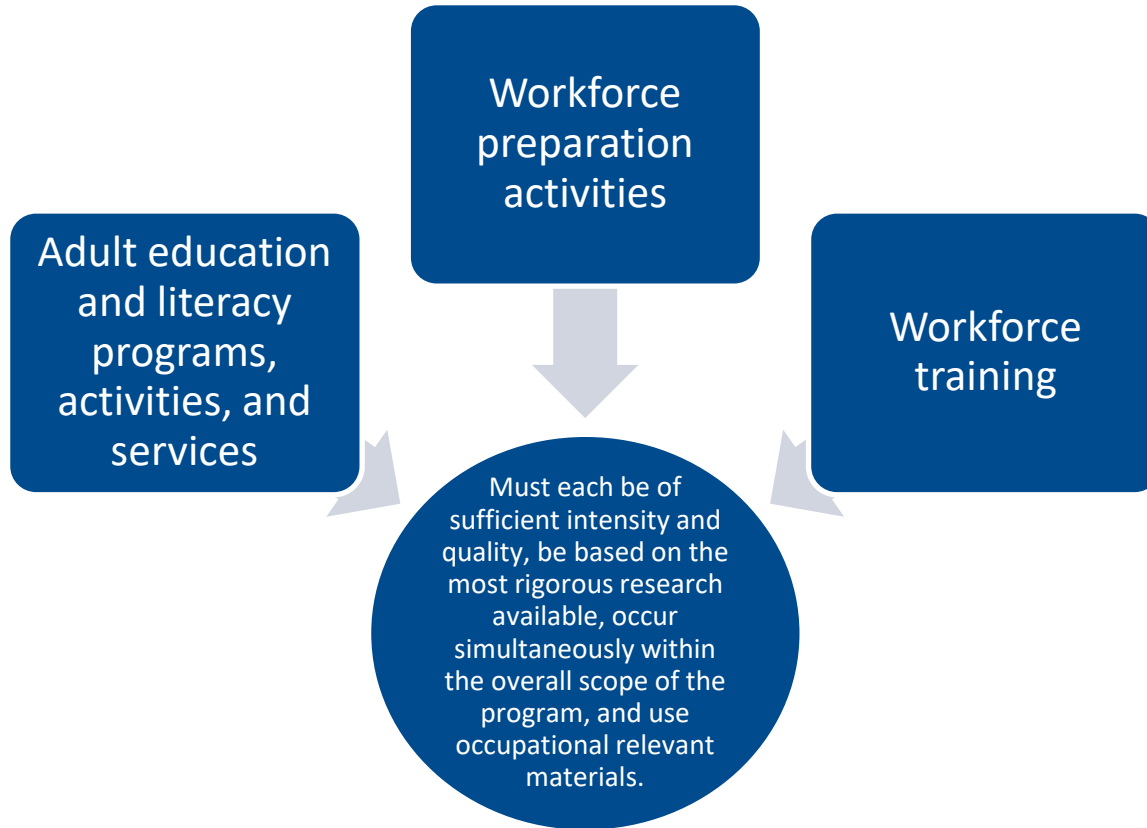 Workforce
preparation
activities
Adult education
and literacy
programs,
activities, and
services
Workforce
training
Must each be of
sufficient intensity and
quality, be based on the
most rigorous research
available, occur
simultaneously within
the overall scope of the
program, and use
occupational relevant
materials.